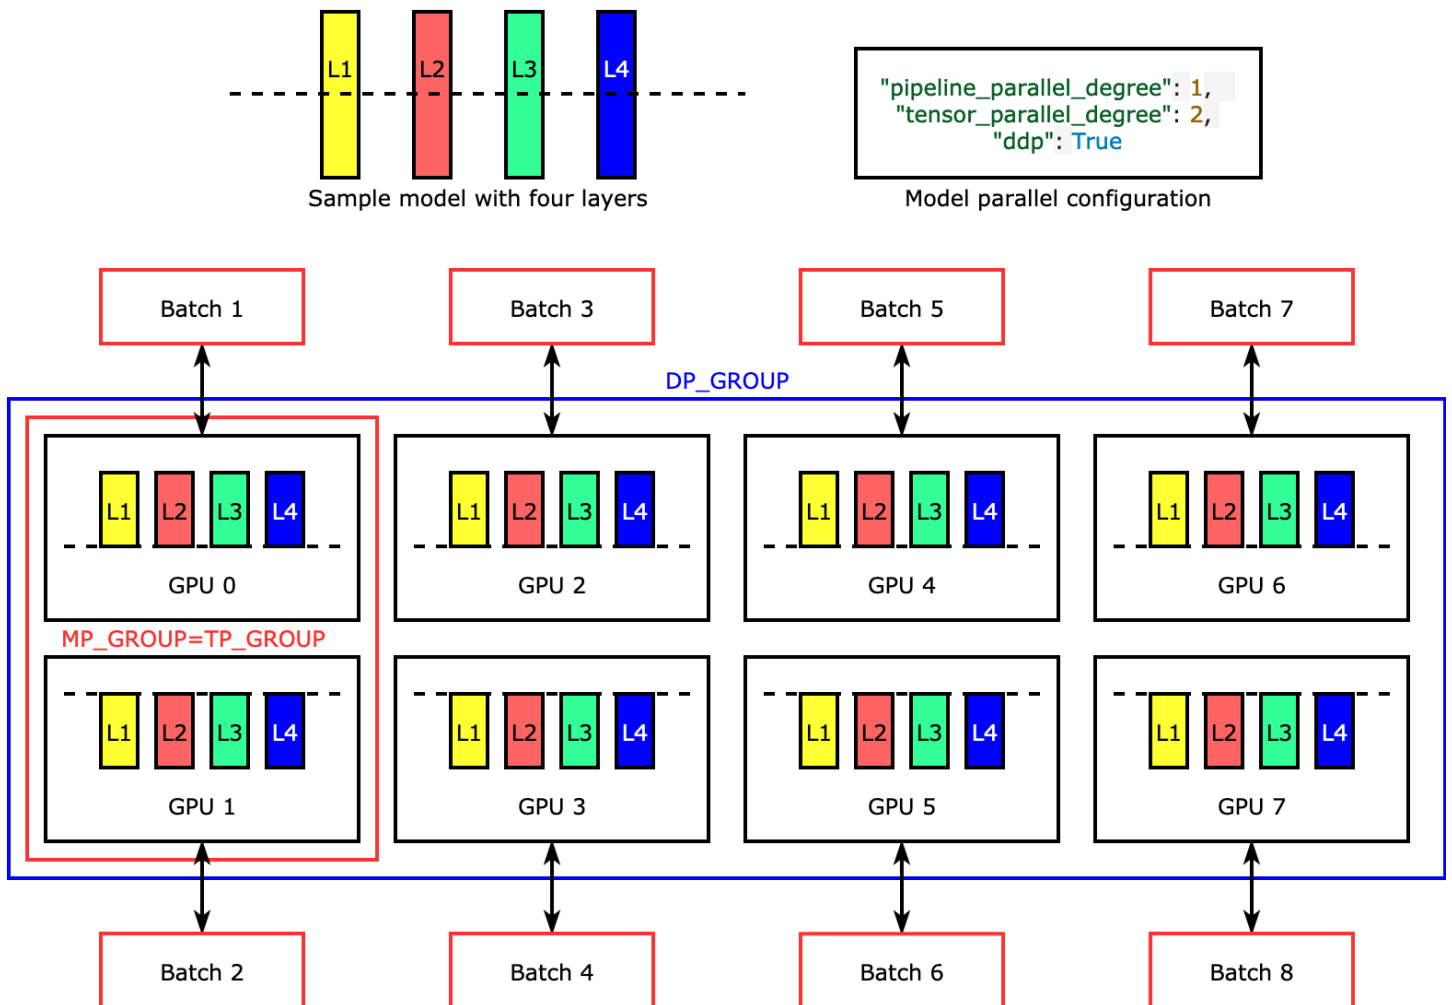 L1 L2 L3 L4
Sample model with four layers
"pipeline_parallel_degree": 1,
"tensor_parallel_degree": 2,
"ddp": True
Model parallel configuration
Batch 1 Batch 3 Batch 5 Batch 7
DP_GROUP
L1 L2 L3 L4 L1 L2 L3 L4 L1 L2 L3 L4 L1 L2 L3 L4
GPU 0 GPU 2 GPU 4 GPU 6
MP_GROUP=TP_GROUP
L1 L2 L3 L4 L1 L2 L3 L4 L1 L2 L3 L4 L1 L2 L3 L4
GPU 1 GPU 3 GPU 5 GPU 7
Batch 2 Batch 4 Batch 6 Batch 8